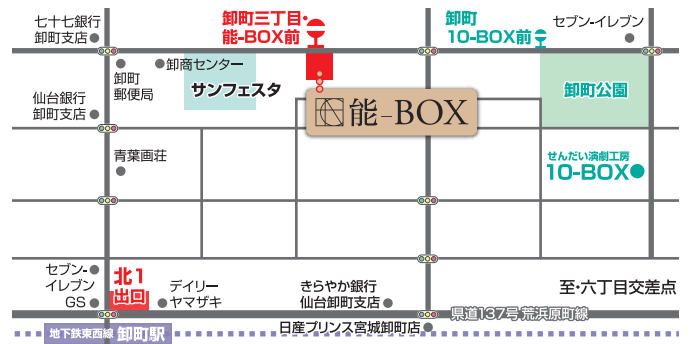 七十七銀行
卸町支店
卸町三丁目・
能-BOX前
卸町
10-BOX前
セブン-イレブン
卸町
郵便局
卸商センター
サンフェスタ
卸町公園
仙台銀行
卸町支店
能-BOX
青葉画荘
せんだい演劇工房
10-BOX
セブン-
イレブン
GS
北1
出口
デイリー
ヤマザキ
きらやか銀行
仙台卸町支店
至・六丁目交差点
県道137号 荒浜原町線
日産プリンス宮城卸町店
地下鉄東西線 卸町駅